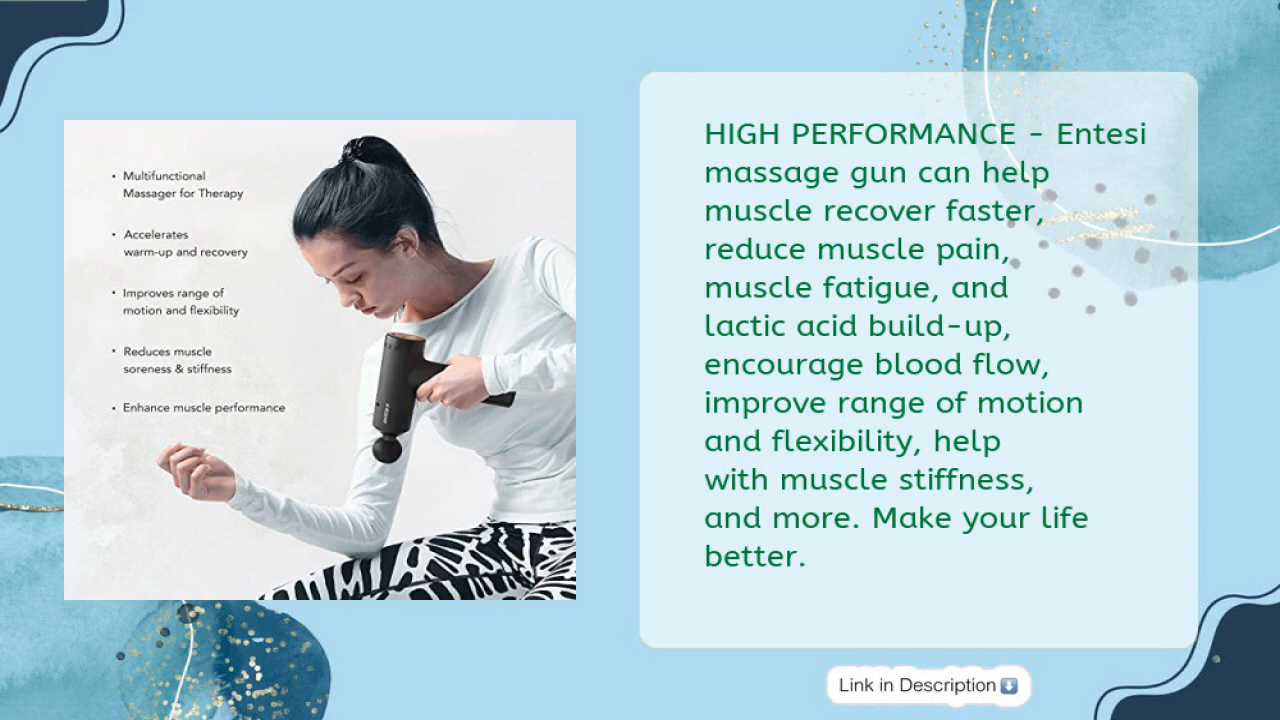 Multifunctional
Massager for Therapy
Accelerates
warm-up and recovery
Improves range of
motion and flexibility
Reduces muscle
soreness & stiffness
Enhance muscle performance
HIGH PERFORMANCE - Entesi
massage gun can help
muscle recover faster,
reduce muscle pain,
muscle fatigue, and
lactic acid build-up,
encourage blood flow,
improve range of motion
and flexibility, help
with muscle stiffness,
and more. Make your life
better.
Link in Description